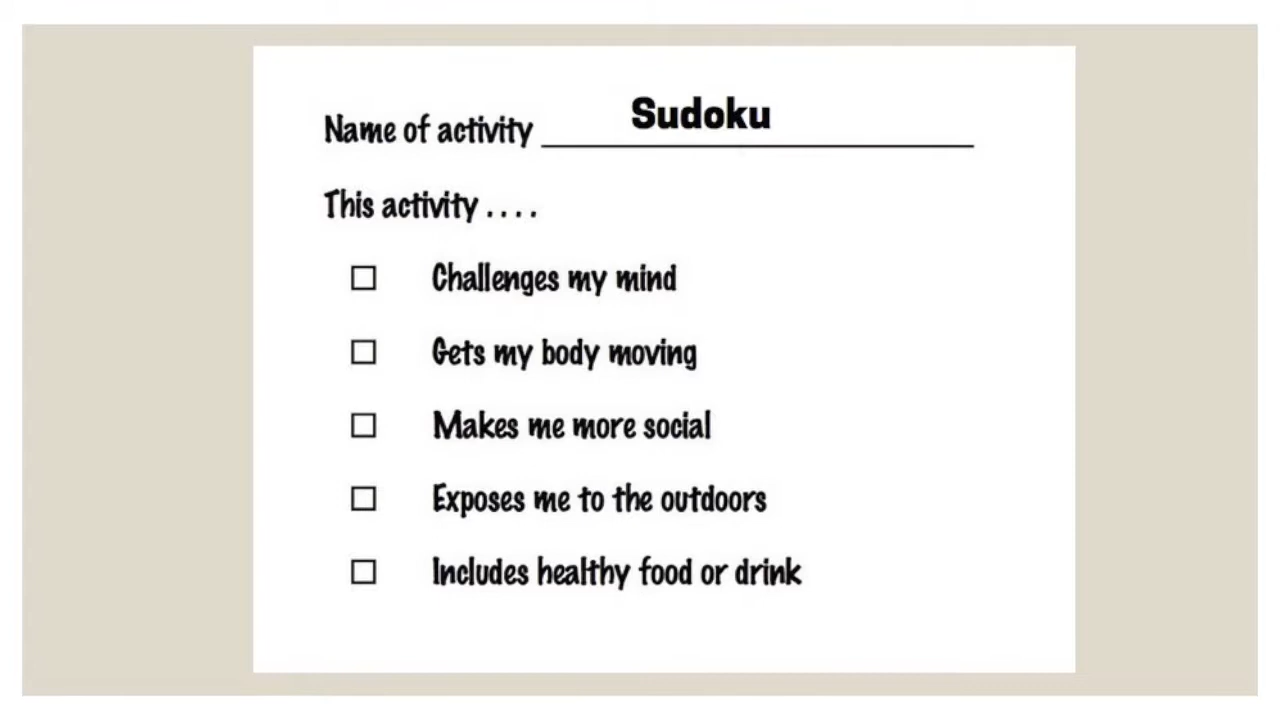 Name of activity Sudoku
This activity . . . .
Challenges my mind
Gets my body moving
Makes me more social
Exposes me to the outdoors
Includes healthy food or drink